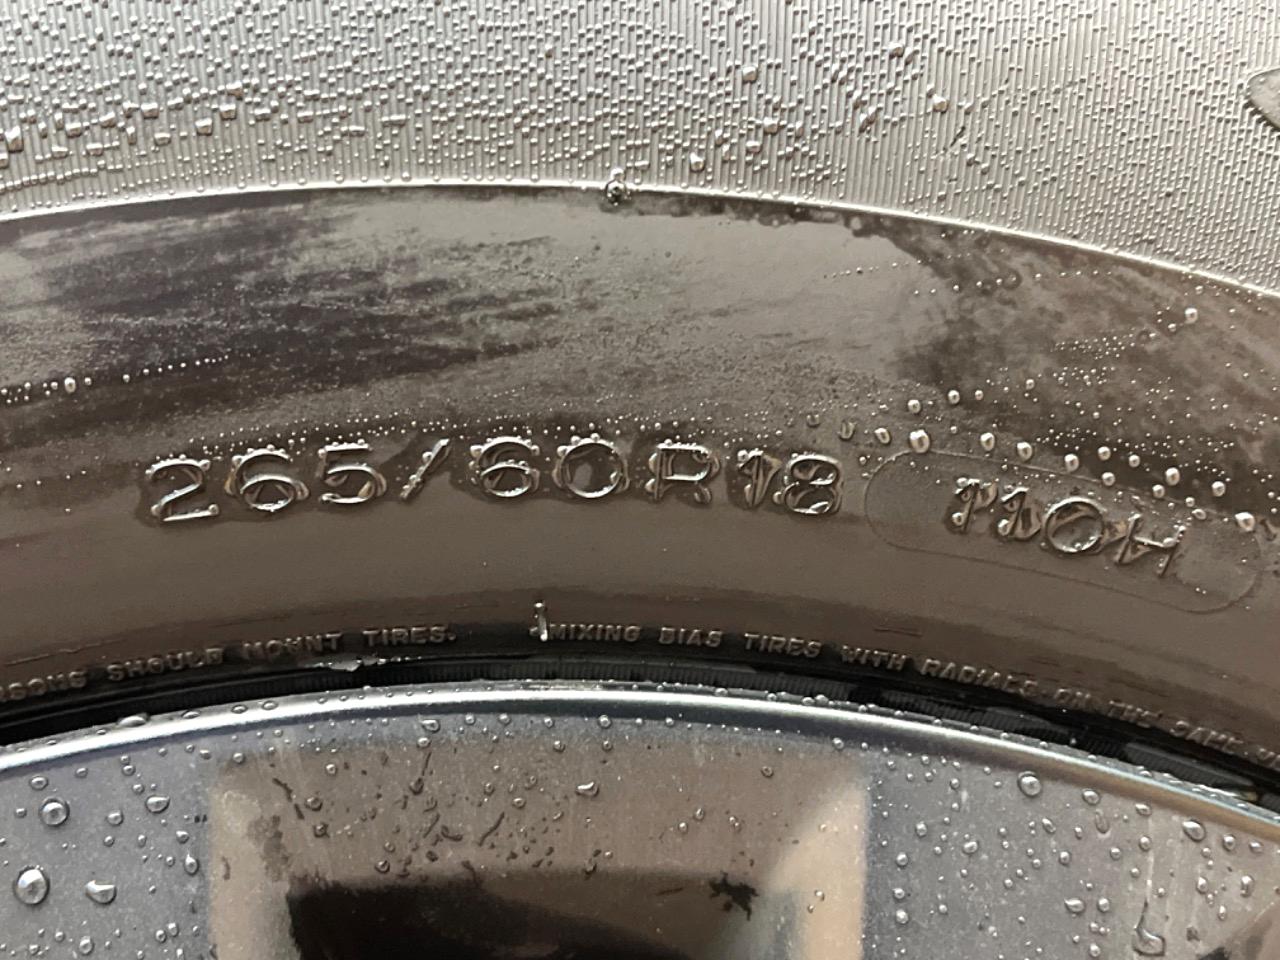 265/60R18 110H
SHOULD MOUNT TIRES. MIXING BIAS TIRES WITH RADIALS ON THE SAME